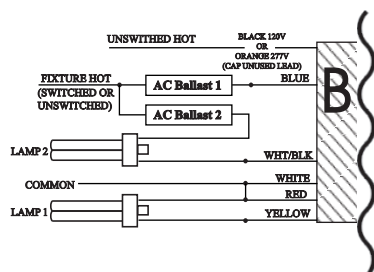 UNSWITHED HOT
BLACK 120V
OR
ORANGE 277V
(CAP UNUSED LEAD)
FIXTURE HOT
(SWITCHED OR
UNSWITCHED)
AC Ballast 1
BLUE
B
AC Ballast 2
LAMP 2
WHT/BLK
COMMON
WHITE
RED
LAMP 1
YELLOW